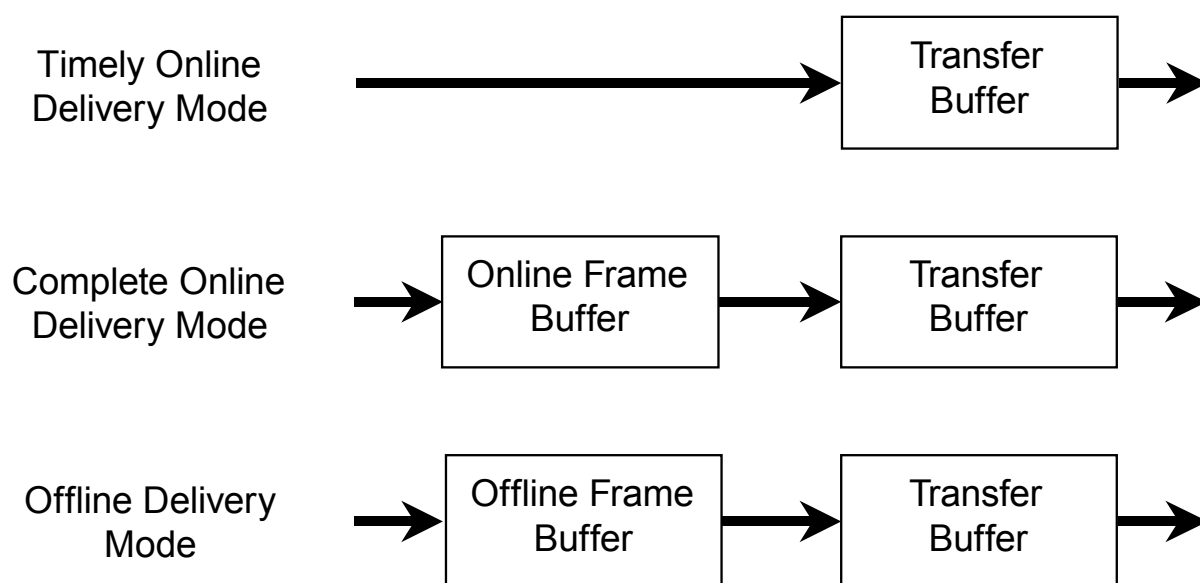 Timely Online
Delivery Mode
Transfer
Buffer
Complete Online
Delivery Mode
Online Frame
Buffer
Transfer
Buffer
Offline Delivery
Mode
Offline Frame
Buffer
Transfer
Buffer